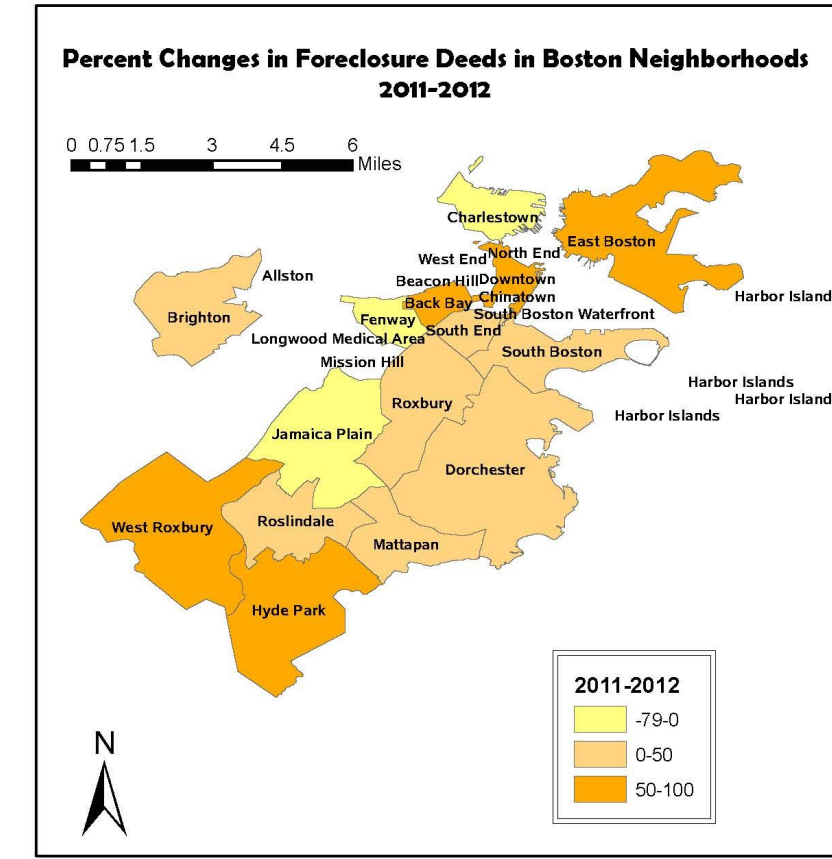 Percent Changes in Foreclosure Deeds in Boston Neighborhoods
2011-2012
0 0.75 1.5 3 4.5 6
Miles
Charlestown
East Boston
West End
North End
Allston
Beacon Hill
Downtown
Harbor Island
Back Bay
Chinatown
Brighton
Fenway
South Boston Waterfront
South End
Longwood Medical Area
South Boston
Mission Hill
Harbor Islands
Harbor Island
Roxbury
Harbor Islands
Jamaica Plain
Dorchester
West Roxbury
Roslindale
Mattapan
Hyde Park
2011-2012
-79-0
0-50
50-100
N